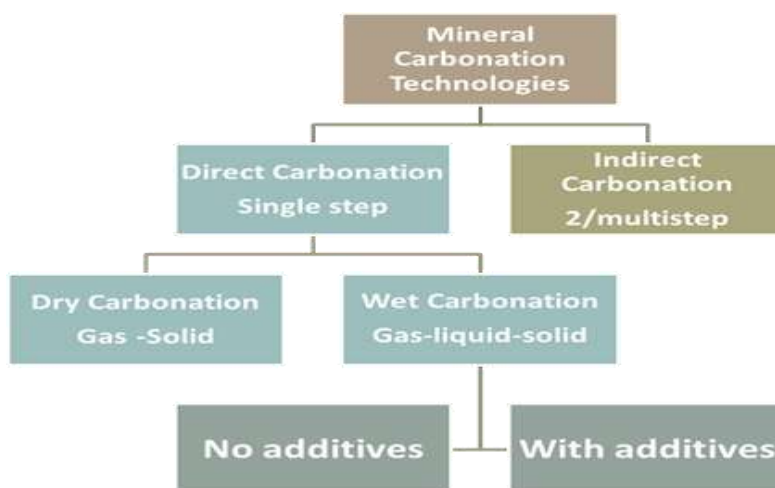 Mineral
Carbonation
Technologies
Direct Carbonation
Single step
Indirect
Carbonation
2/multistep
Dry Carbonation
Gas -Solid
Wet Carbonation
Gas-liquid-solid
No additives
With additives